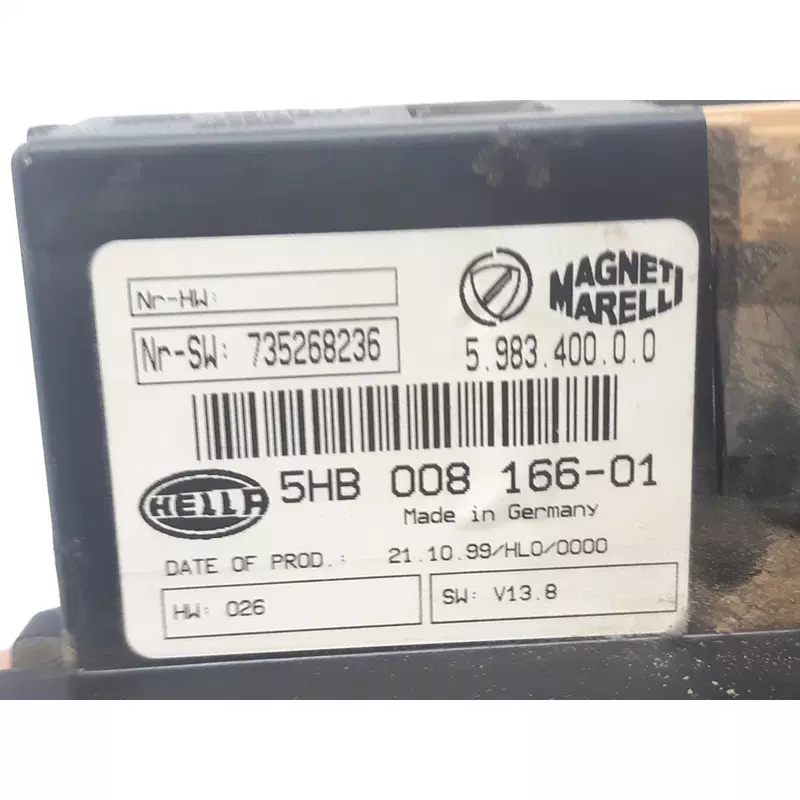 Nr-HW:
Nr-SW: 735268236
MAGNETI
MARELLI
5.983.400.0.0
HELLA
5HB 008 166-01
Made in Germany
DATE OF PROD.: 21.10.99/HL0/0000
HW: 026
SW: V13.8